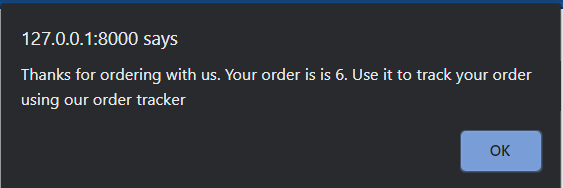 127.0.0.1:8000 says
Thanks for ordering with us. Your order is is 6. Use it to track your order
using our order tracker
OK